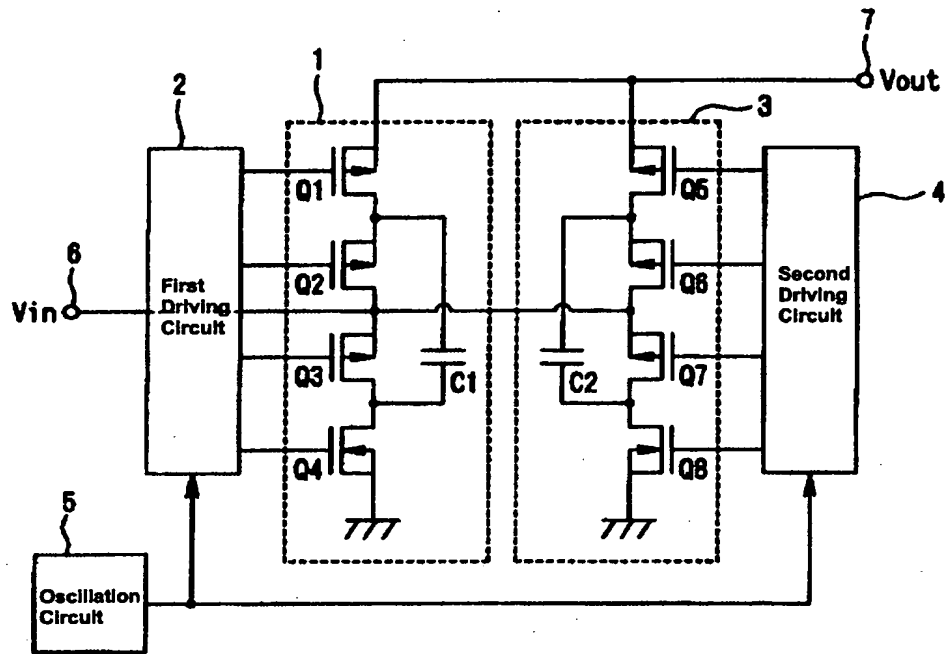 7
Vout
1
2
3
Q1
Q5
4
6
Vin
First
Driving
Circuit
Q2
Q6
Second
Driving
Circuit
Q3
C1
C2
Q7
Q4
Q8
5
Oscillation
Circuit